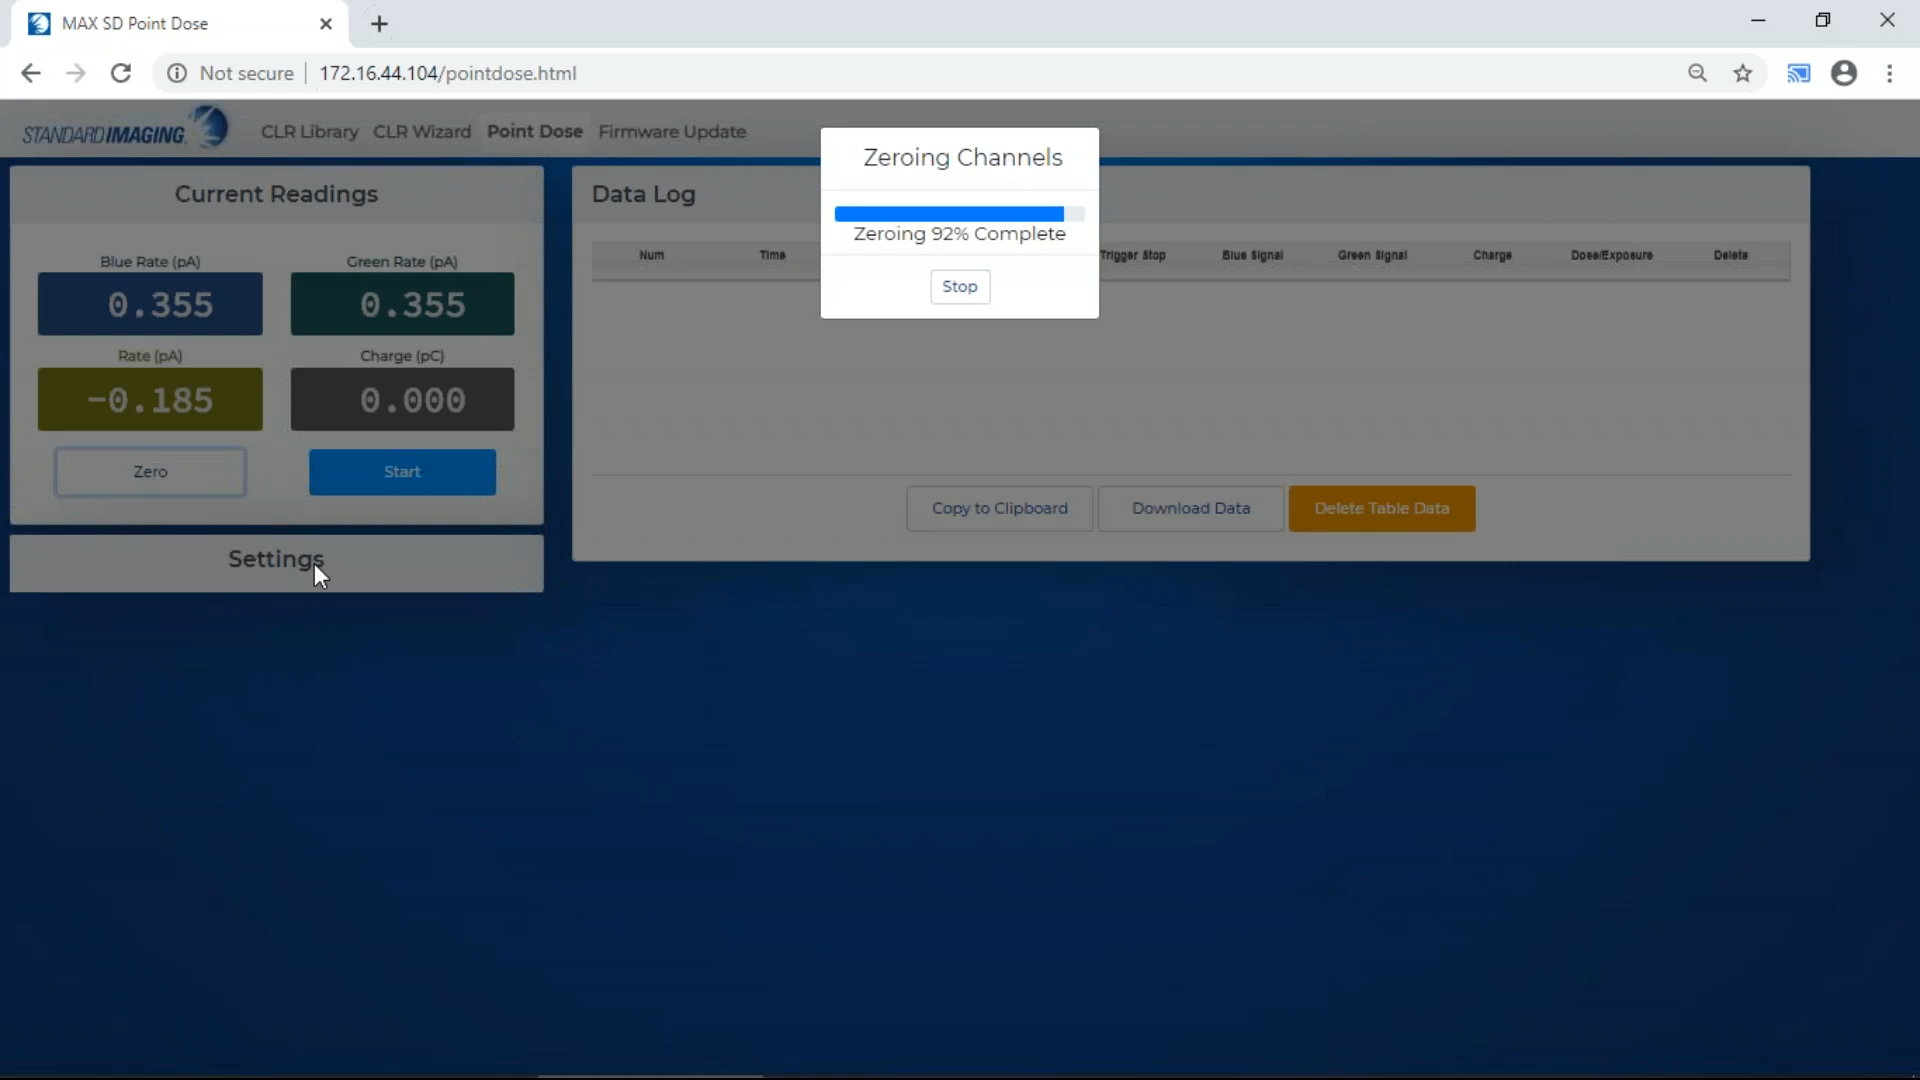 MAX SD Point Dose
Not secure
172.16.44.104/pointdose.html
STANDARD IMAGING
CLR Library
CLR Wizard
Point Dose
Firmware Update
Zeroing Channels
Zeroing 92% Complete
Stop
Current Readings
Blue Rate (pA)
Green Rate (pA)
0.355
0.355
Rate (pA)
Charge (pC)
-0.185
0.000
Zero
Start
Settings
Data Log
Num
Time
Trigger Stop
Blue Signal
Green Signal
Charge
Dose/Exposure
Delete
Copy to Clipboard
Download Data
Delete Table Data